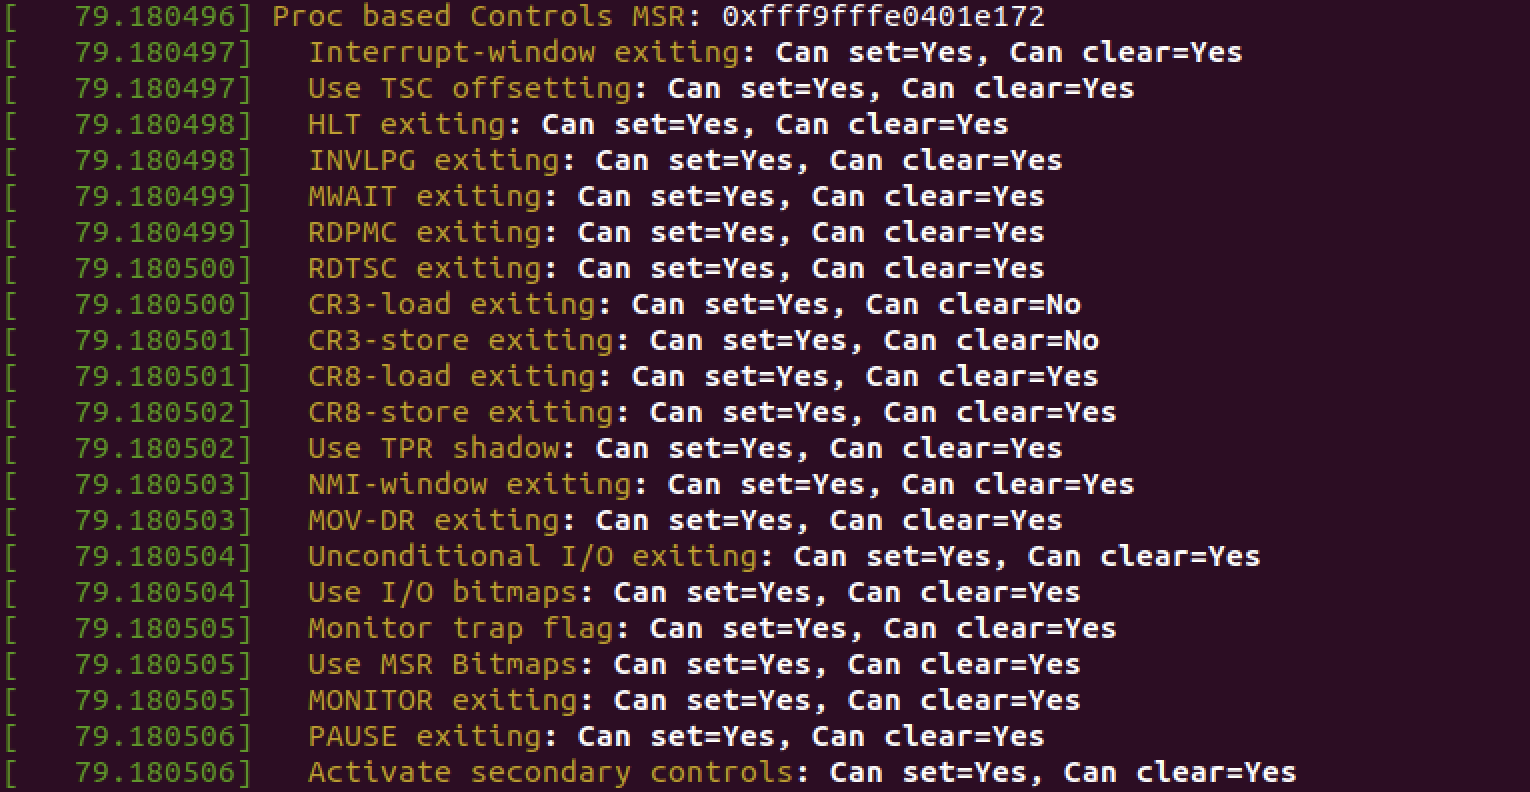 [   79.180496] Proc based Controls MSR: 0xfff9fffe0401e172
[   79.180497]   Interrupt-window exiting: Can set=Yes, Can clear=Yes
[   79.180497]   Use TSC offsetting: Can set=Yes, Can clear=Yes
[   79.180498]   HLT exiting: Can set=Yes, Can clear=Yes
[   79.180498]   INVLPG exiting: Can set=Yes, Can clear=Yes
[   79.180499]   MWAIT exiting: Can set=Yes, Can clear=Yes
[   79.180499]   RDPMC exiting: Can set=Yes, Can clear=Yes
[   79.180500]   RDTSC exiting: Can set=Yes, Can clear=Yes
[   79.180500]   CR3-load exiting: Can set=Yes, Can clear=No
[   79.180501]   CR3-store exiting: Can set=Yes, Can clear=No
[   79.180501]   CR8-load exiting: Can set=Yes, Can clear=Yes
[   79.180502]   CR8-store exiting: Can set=Yes, Can clear=Yes
[   79.180502]   Use TPR shadow: Can set=Yes, Can clear=Yes
[   79.180503]   NMI-window exiting: Can set=Yes, Can clear=Yes
[   79.180503]   MOV-DR exiting: Can set=Yes, Can clear=Yes
[   79.180504]   Unconditional I/O exiting: Can set=Yes, Can clear=Yes
[   79.180504]   Use I/O bitmaps: Can set=Yes, Can clear=Yes
[   79.180505]   Monitor trap flag: Can set=Yes, Can clear=Yes
[   79.180505]   Use MSR Bitmaps: Can set=Yes, Can clear=Yes
[   79.180505]   MONITOR exiting: Can set=Yes, Can clear=Yes
[   79.180506]   PAUSE exiting: Can set=Yes, Can clear=Yes
[   79.180506]   Activate secondary controls: Can set=Yes, Can clear=Yes